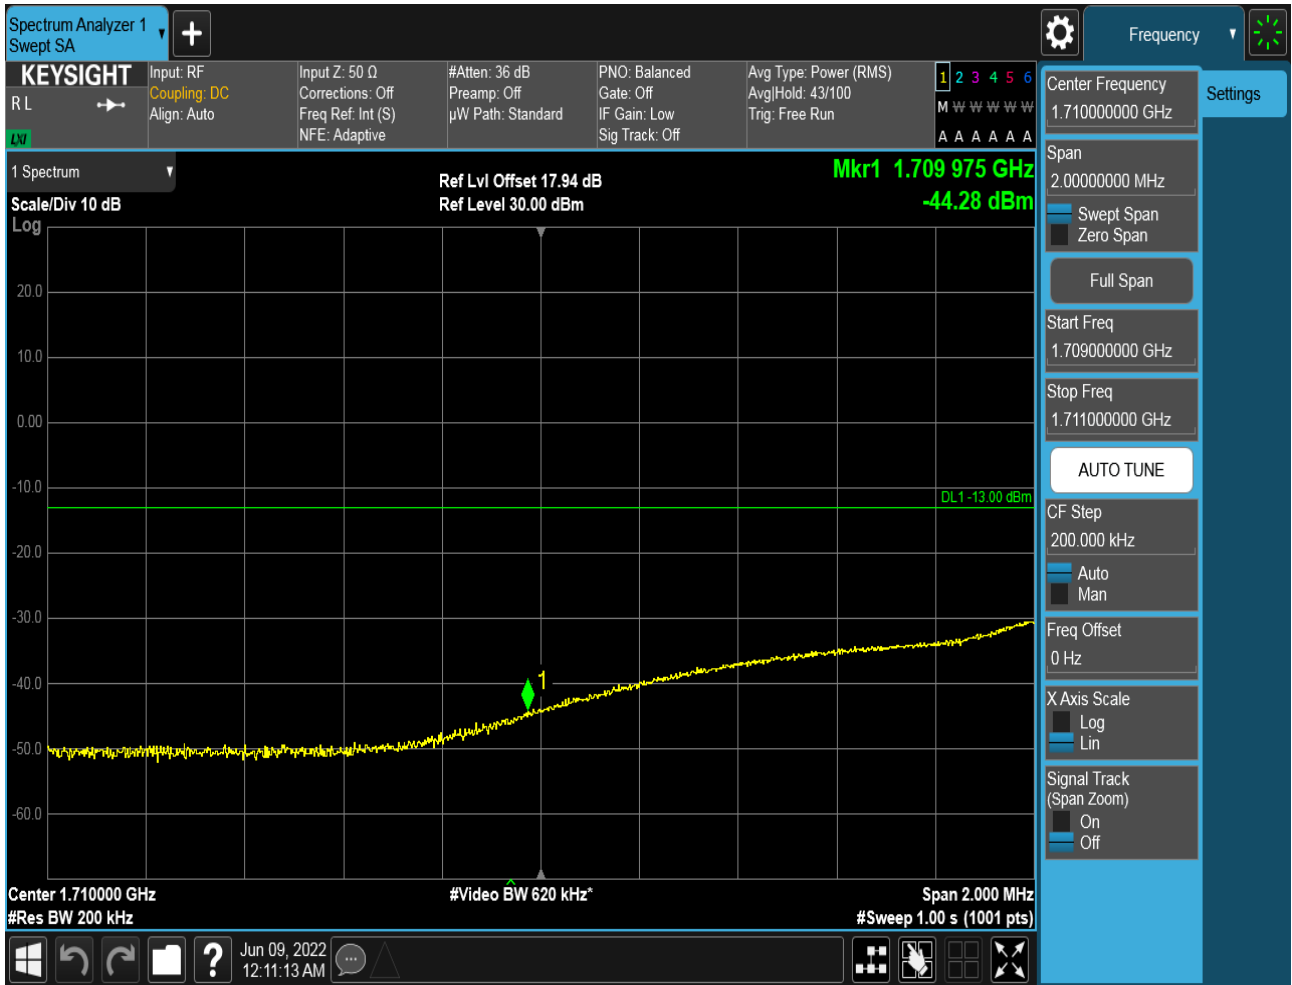 Spectrum Analyzer 1
Swept SA
Frequency
KEYSIGHT
R L
LXI
Input: RF
Coupling: DC
Align: Auto
Input Z: 50 Ω
Corrections: Off
Freq Ref: Int (S)
NFE: Adaptive
#Atten: 36 dB
Preamp: Off
µW Path: Standard
PNO: Balanced
Gate: Off
IF Gain: Low
Sig Track: Off
Avg Type: Power (RMS)
Avg|Hold: 43/100
Trig: Free Run
1 2 3 4 5 6
M W W W W W
A A A A A A
1 Spectrum
Scale/Div 10 dB
Log
Ref Lvl Offset 17.94 dB
Ref Level 30.00 dBm
Mkr1 1.709 975 GHz
-44.28 dBm
20.0
10.0
0.00
-10.0
-20.0
-30.0
-40.0
-50.0
-60.0
DL1 -13.00 dBm
1
Center 1.710000 GHz
#Res BW 200 kHz
#Video BW 620 kHz*
Span 2.000 MHz
#Sweep 1.00 s (1001 pts)
Jun 09, 2022
12:11:13 AM
Center Frequency
1.710000000 GHz
Span
2.00000000 MHz
Swept Span
Zero Span
Full Span
Start Freq
1.709000000 GHz
Stop Freq
1.711000000 GHz
AUTO TUNE
CF Step
200.000 kHz
Auto
Man
Freq Offset
0 Hz
X Axis Scale
Log
Lin
Signal Track
(Span Zoom)
On
Off
Settings